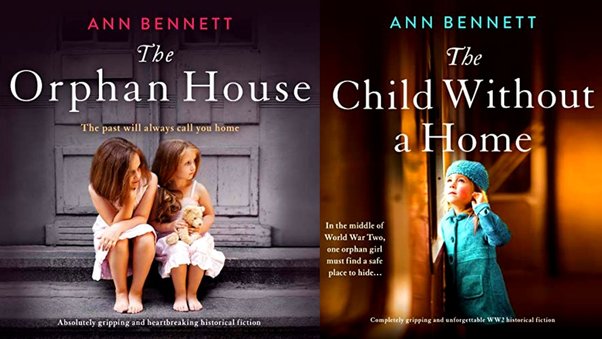 ANN BENNETT
The
Orphan House
The past will always call you home
Absolutely gripping and heartbreaking historical fiction
ANN BENNETT
The
Child Without
a Home
In the middle of
World War Two,
one orphan girl
must find a safe
place to hide...
Completely gripping and unforgettable WW2 historical fiction